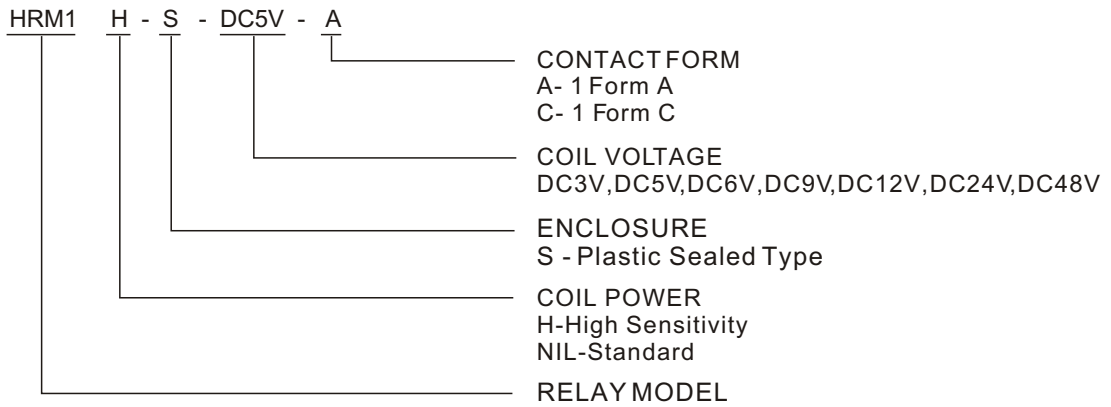 HRM1 H - S - DC5V - A
CONTACT FORM
A- 1 Form A
C- 1 Form C
COIL VOLTAGE
DC3V,DC5V,DC6V,DC9V,DC12V,DC24V,DC48V
ENCLOSURE
S - Plastic Sealed Type
COIL POWER
H-High Sensitivity
NIL-Standard
RELAY MODEL